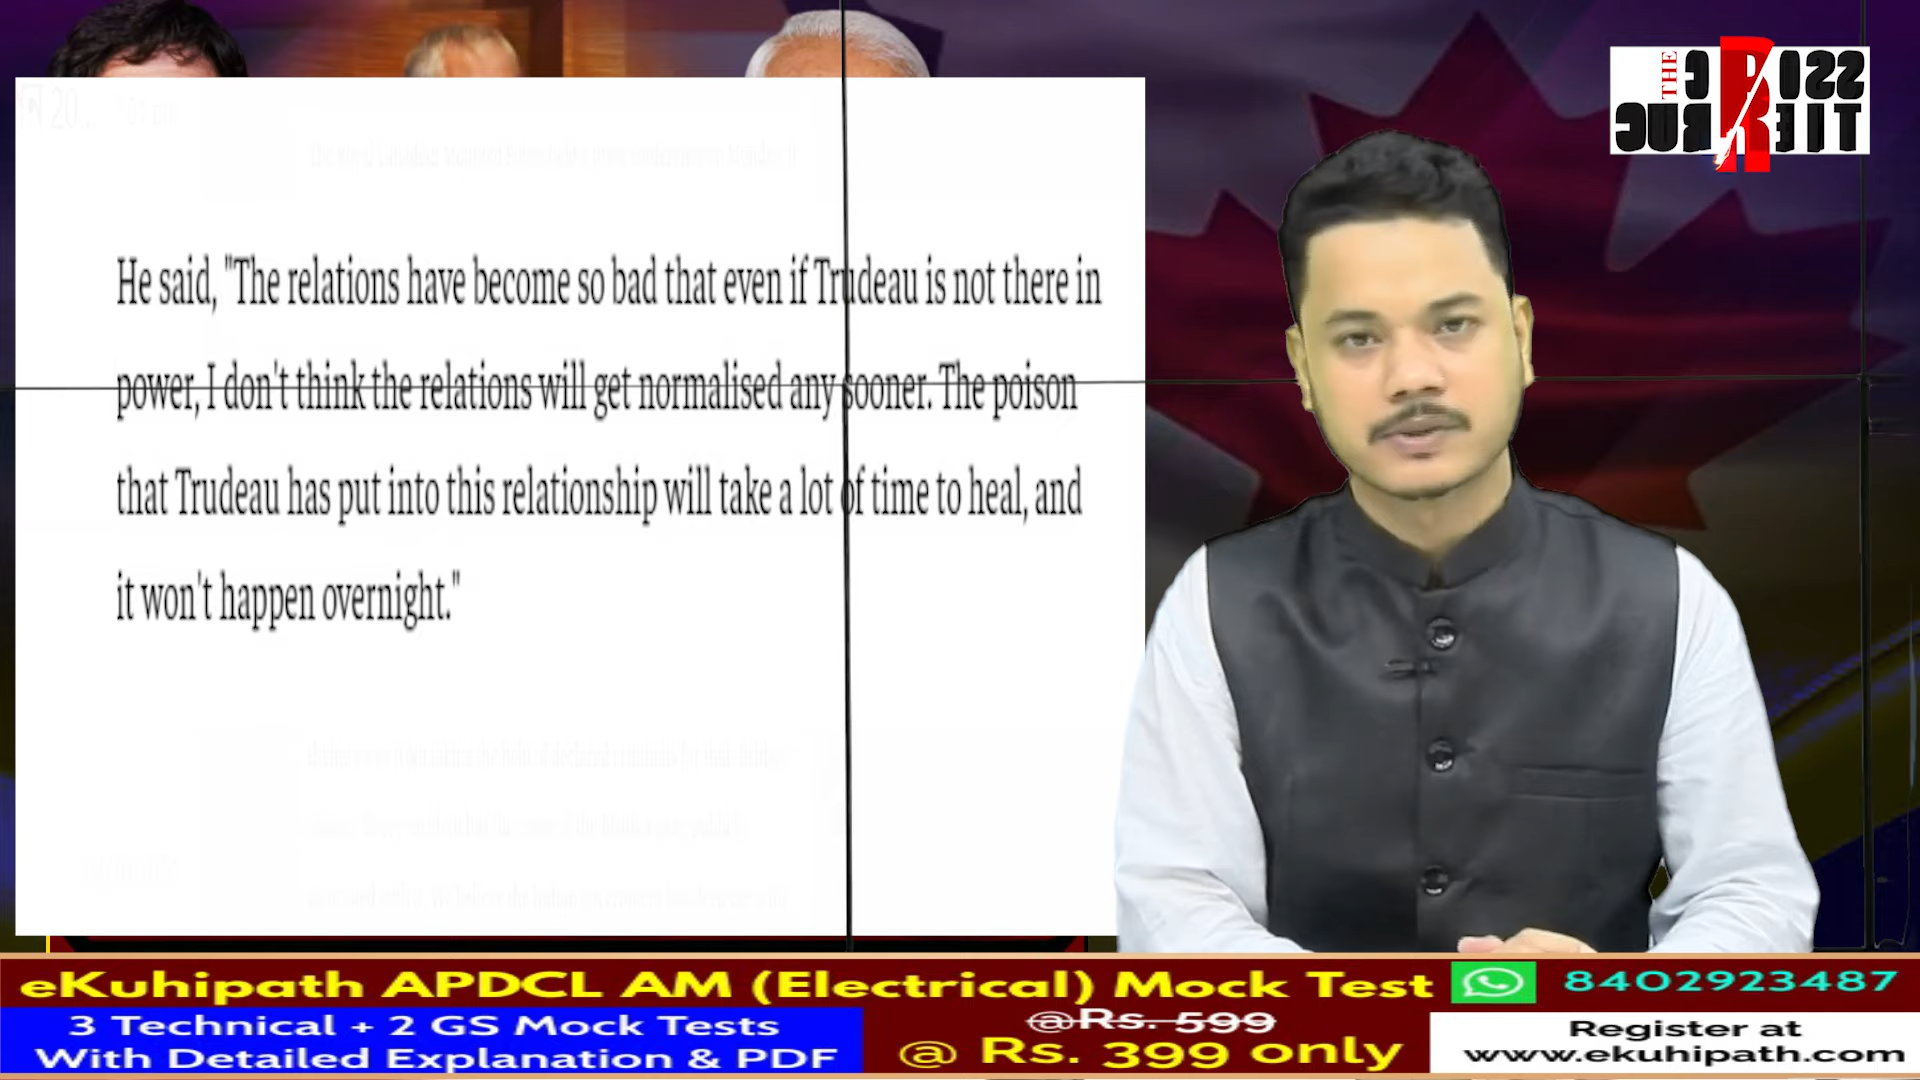 THE CRISS
CRUCTIE
He said, "The relations have become so bad that even if Trudeau is not there in
power, I don't think the relations will get normalised any sooner. The poison
that Trudeau has put into this relationship will take a lot of time to heal, and
it won't happen overnight."
eKuhipath APDCL AM (Electrical) Mock Test
8402923487
3 Technical + 2 GS Mock Tests
With Detailed Explanation & PDF
@Rs. 599
@ Rs. 399 only
Register at
www.ekuhipath.com